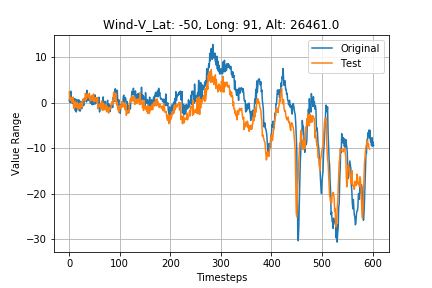 Wind-V_Lat: -50, Long: 91, Alt: 26461.0
Original
Test
10
0
−10
−20
−30
Value Range
0 100 200 300 400 500 600
Timesteps